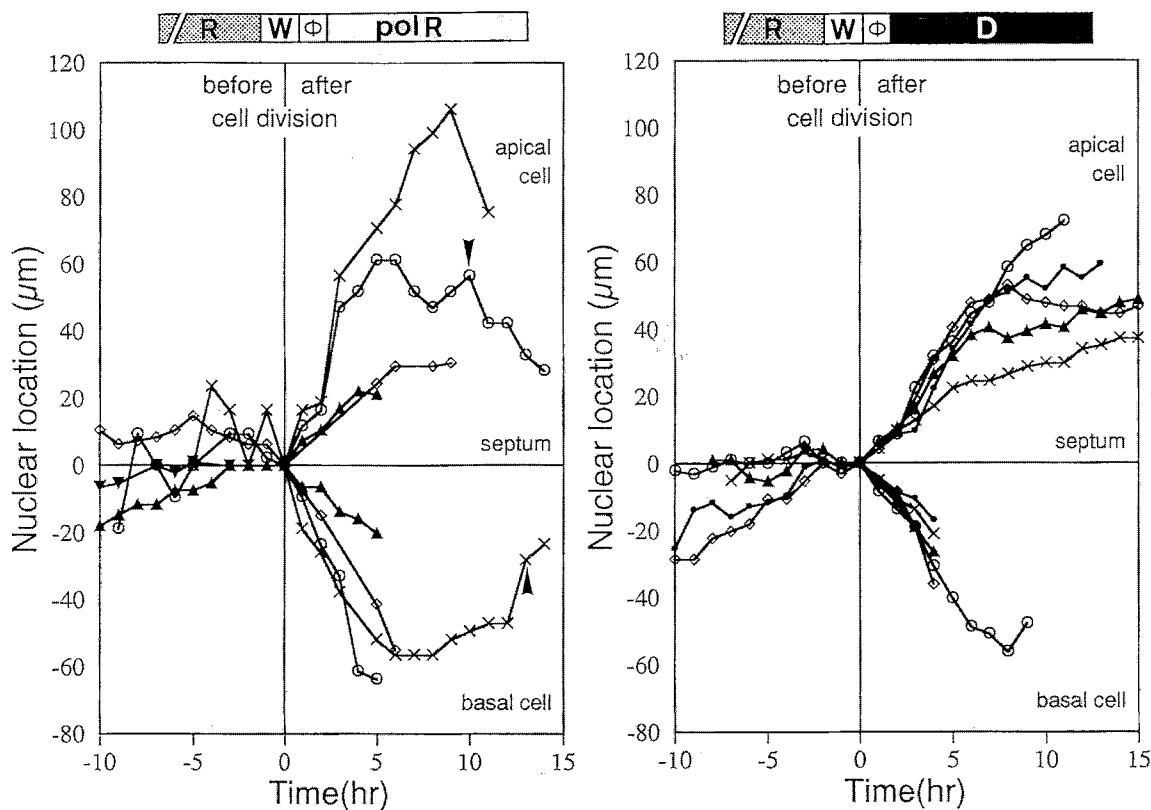 R W Φ polR
R W Φ D
120
100
80
60
40
20
0
-20
-40
-60
-80
Nuclear location (µm)
before after
cell division
apical
cell
septum
basal cell
-10 -5 0 5 10 15
Time(hr)
120
100
80
60
40
20
0
-20
-40
-60
-80
Nuclear location (µm)
before after
cell division
apical
cell
septum
basal cell
-10 -5 0 5 10 15
Time(hr)